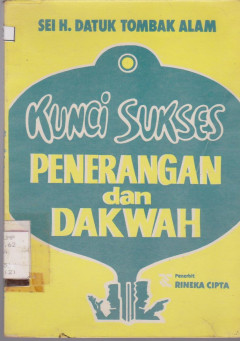 SEI H. DATUK TOMBAK ALAM
KUNCi SUKSES
PENERANGAN
dan
DAKWAH
Penerbit
RINEKA CIPTA